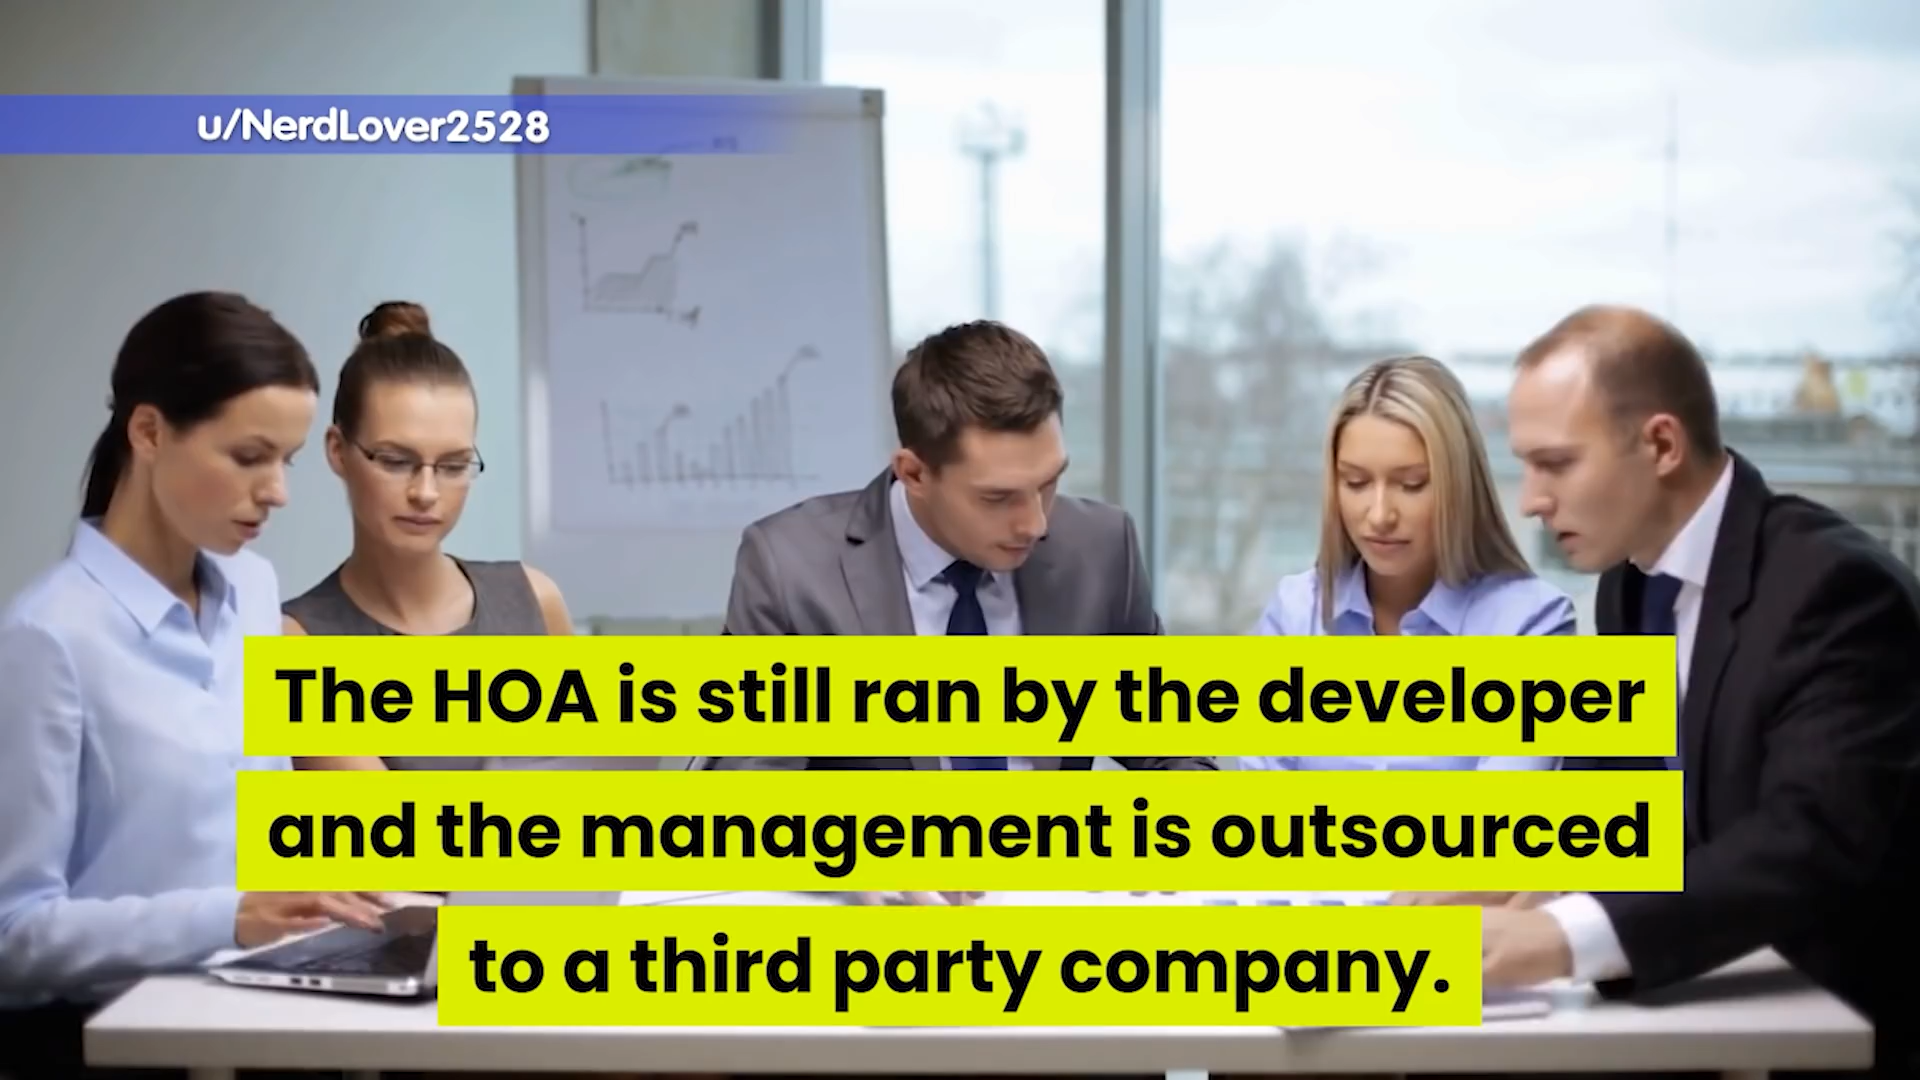 u/NerdLover2528
The HOA is still ran by the developer
and the management is outsourced
to a third party company.